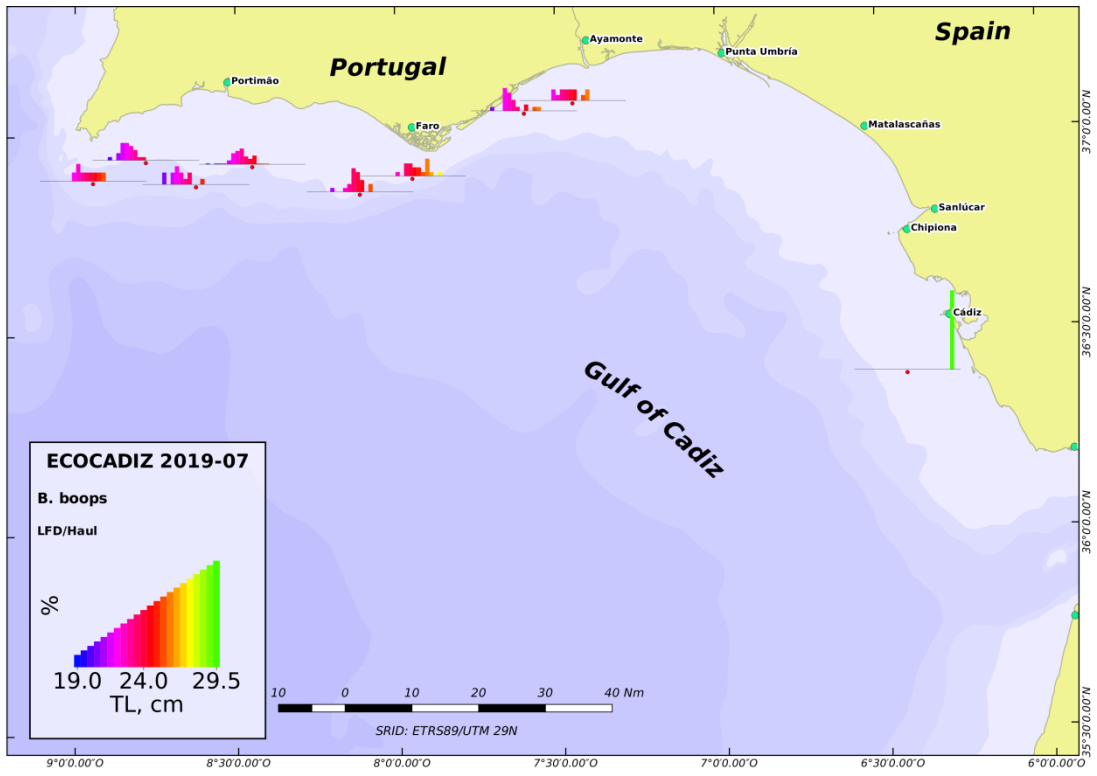 Spain
Ayamonte
Punta Umbría
Portugal
Portimão
Faro
Matalascañas
37°0'0.00"N
Sanlúcar
Chipiona
Cádiz
36°30'0.00"N
Gulf of Cadiz
ECOCADIZ 2019-07
B. boops
LFD/Haul
%
19.0 24.0 29.5
TL, cm
36°0'0.00"N
10 0 10 20 30 40 Nm
SRID: ETRS89/UTM 29N
35°30'0.00"N
9°0'0.00"O 8°30'0.00"O 8°0'0.00"O 7°30'0.00"O 7°0'0.00"O 6°30'0.00"O 6°0'0.00"O